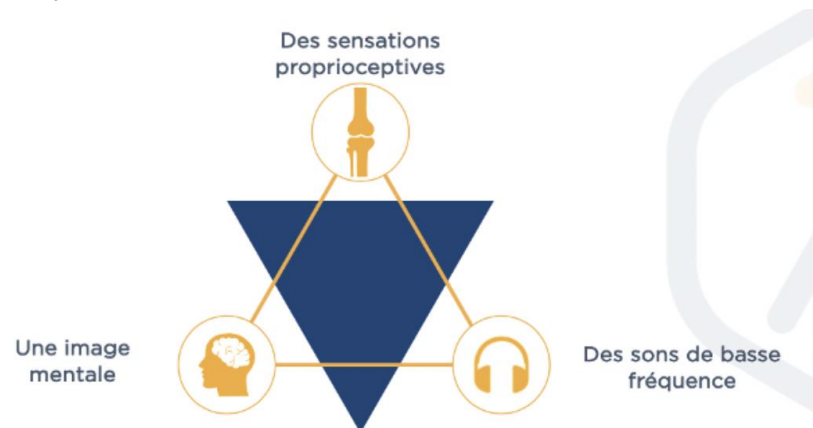 Des sensations
proprioceptives
Une image
mentale
Des sons de basse
fréquence